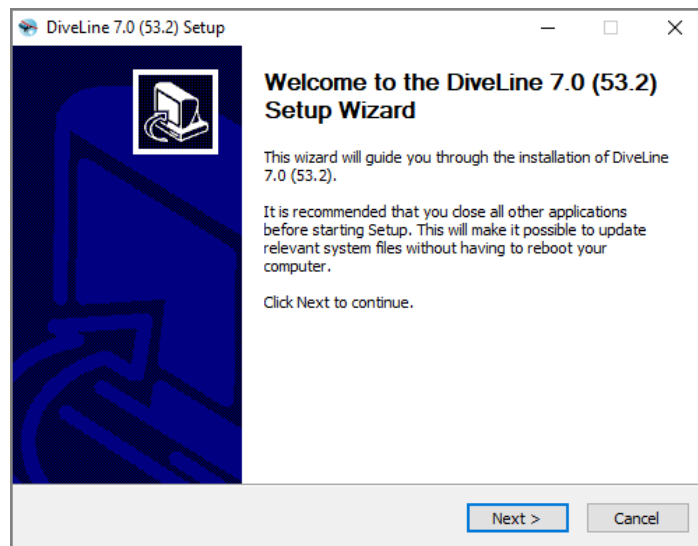 DiveLine 7.0 (53.2) Setup
Welcome to the DiveLine 7.0 (53.2)
Setup Wizard
This wizard will guide you through the installation of DiveLine
7.0 (53.2).
It is recommended that you close all other applications
before starting Setup. This will make it possible to update
relevant system files without having to reboot your
computer.
Click Next to continue.
Next >
Cancel